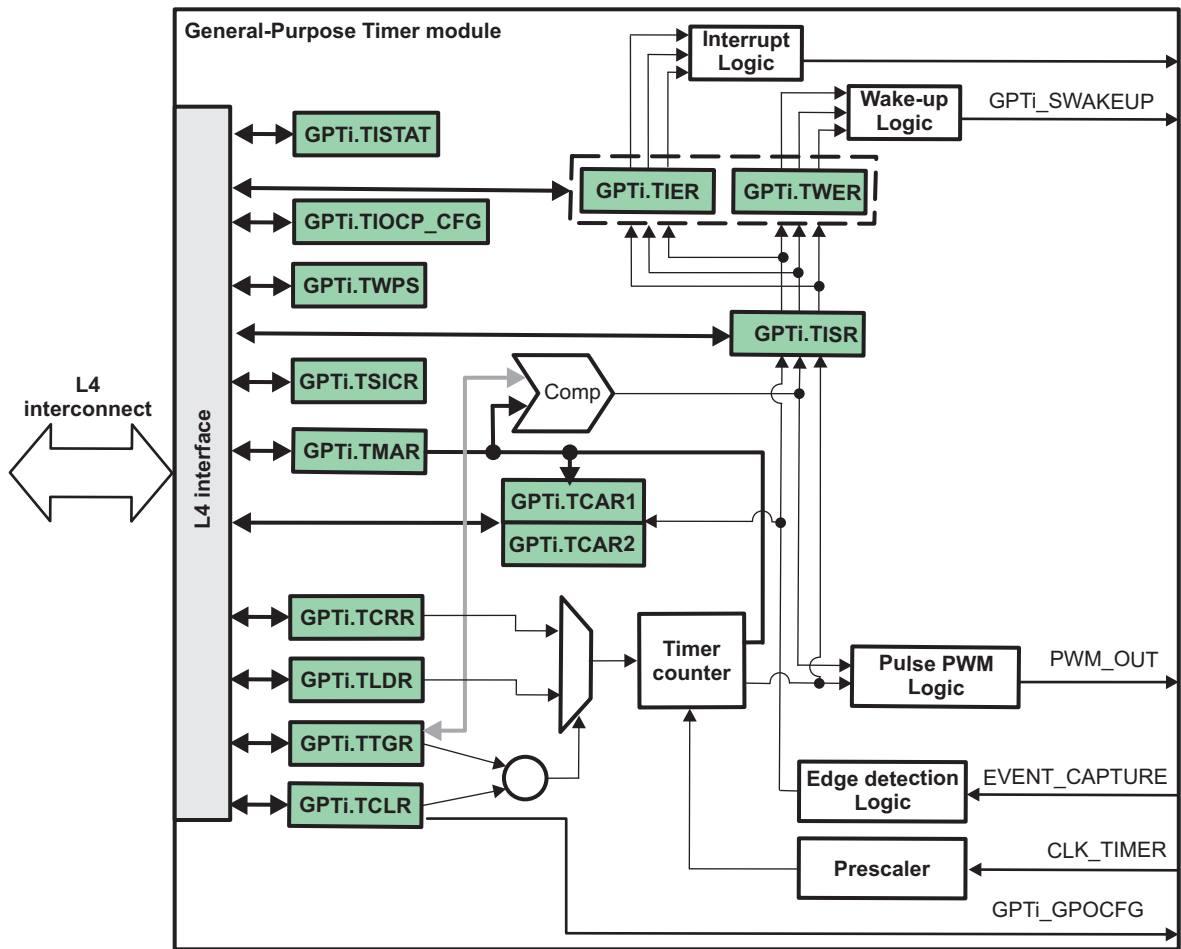 General-Purpose Timer module
Interrupt
Logic
Wake-up
Logic
GPTi_SWAKEUP
GPTi.TISTAT
GPTi.TIER
GPTi.TWER
GPTi.TIOCP_CFG
GPTi.TWPS
GPTi.TISR
L4
interconnect
L4 interface
GPTi.TSICR
Comp
GPTi.TMAR
GPTi.TCAR1
GPTi.TCAR2
GPTi.TCRR
Timer
counter
GPTi.TLDR
Pulse PWM
Logic
PWM_OUT
GPTi.TTGR
GPTi.TCLR
Edge detection
Logic
EVENT_CAPTURE
Prescaler
CLK_TIMER
GPTi_GPOCFG